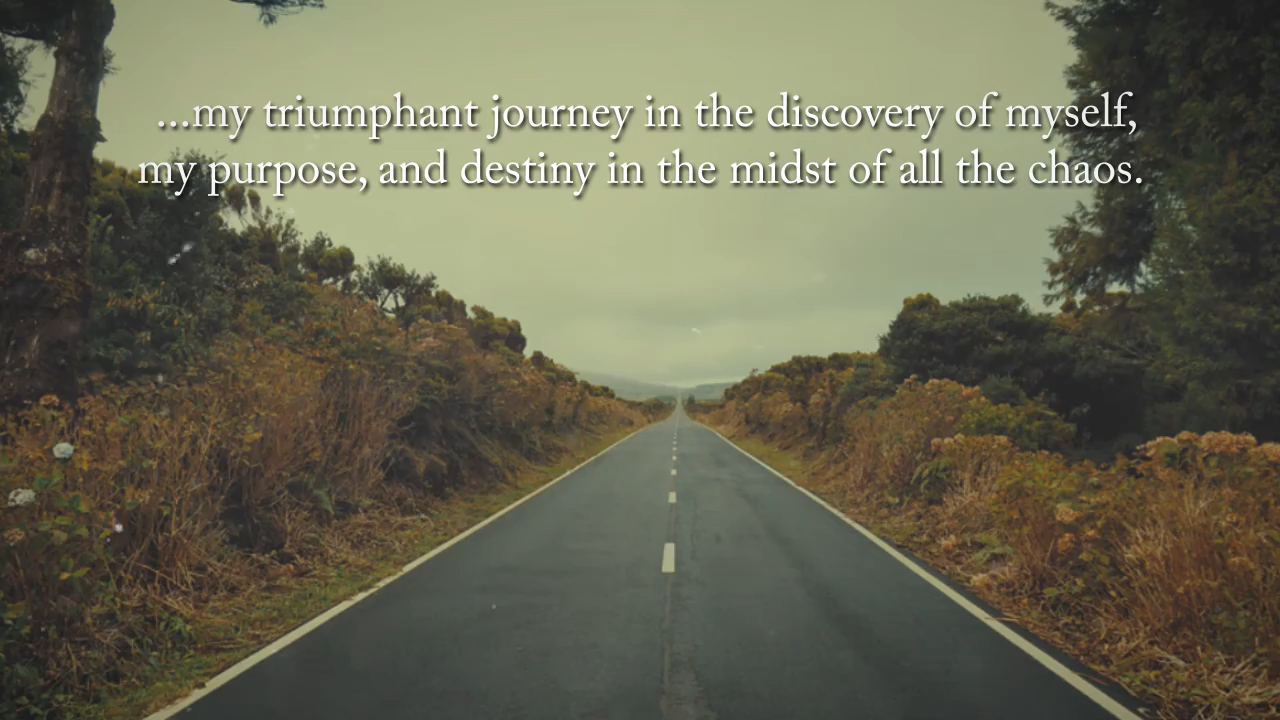 ...my triumphant journey in the discovery of myself,
my purpose, and destiny in the midst of all the chaos.